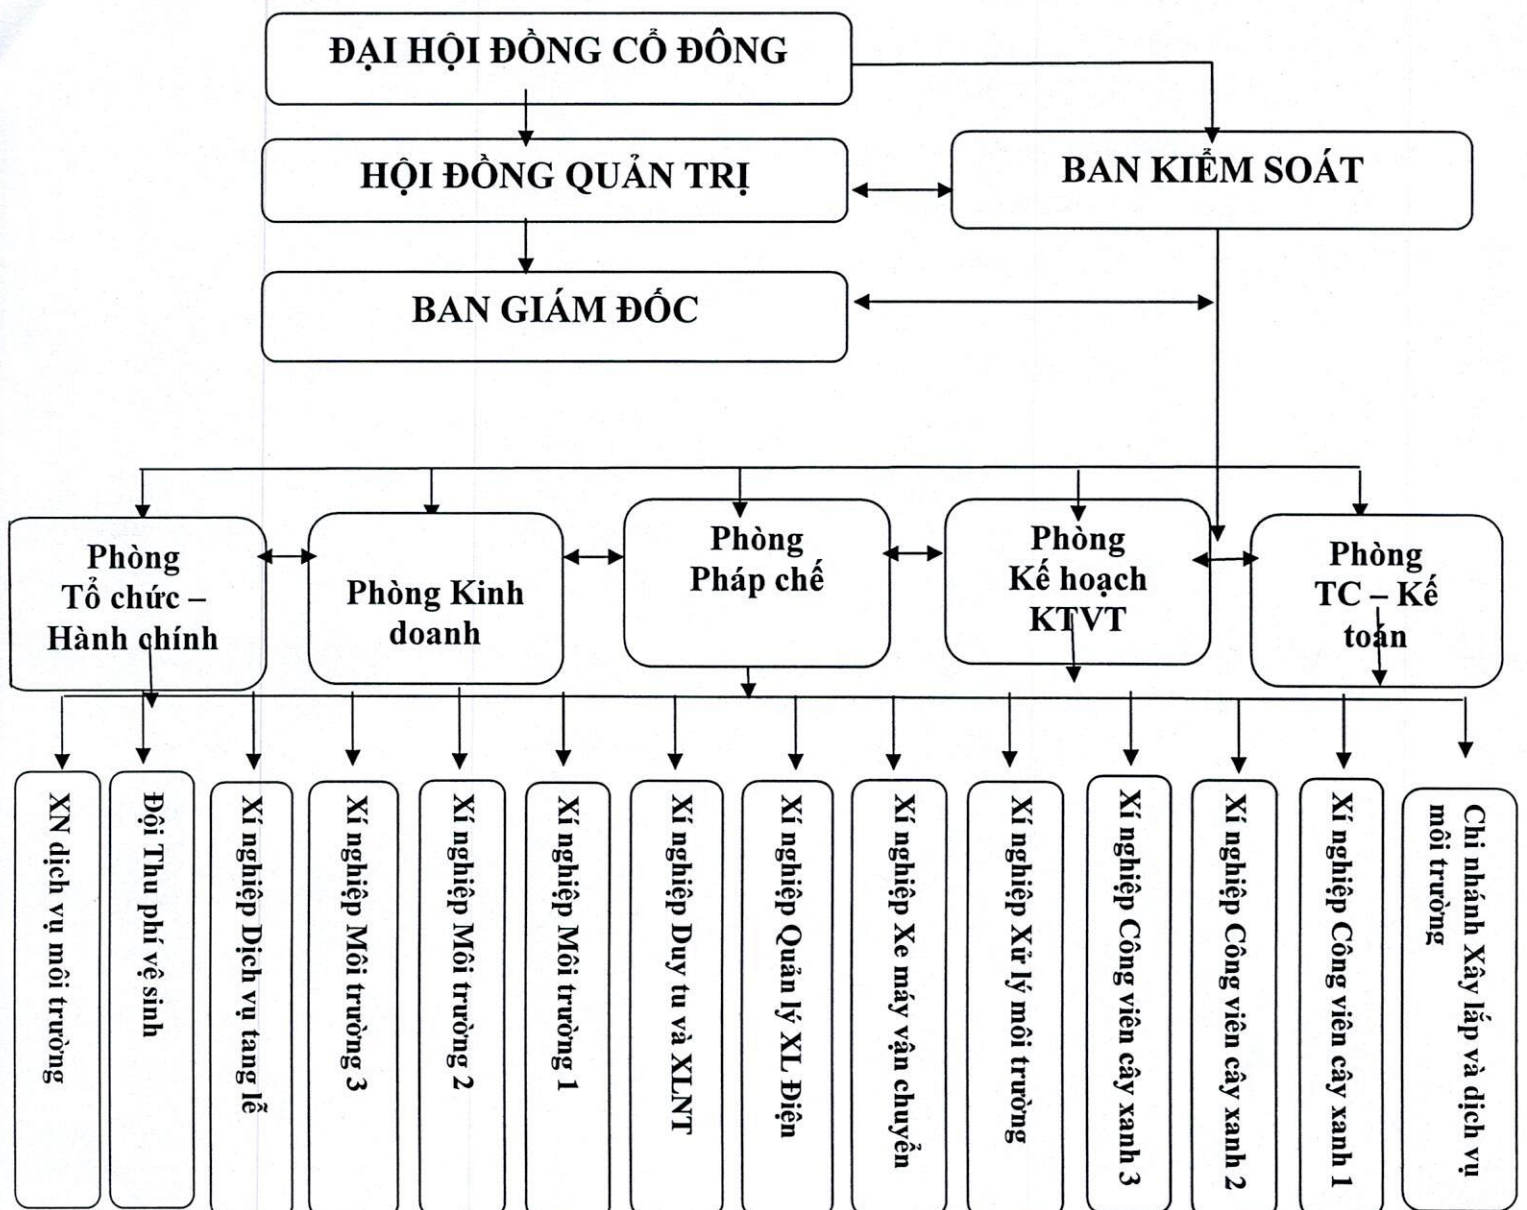 ĐẠI HỘI ĐỒNG CỔ ĐÔNG
HỘI ĐỒNG QUẢN TRỊ
BAN KIỂM SOÁT
BAN GIÁM ĐỐC
Phòng
Tổ chức –
Hành chính
Phòng Kinh
doanh
Phòng
Pháp chế
Phòng
Kế hoạch
KTVT
Phòng
TC – Kế
toán
XN dịch vụ môi trường
Đội Thu phí vệ sinh
Xí nghiệp Dịch vụ tang lễ
Xí nghiệp Môi trường 3
Xí nghiệp Môi trường 2
Xí nghiệp Môi trường 1
Xí nghiệp Duy tu và XLNT
Xí nghiệp Quản lý XL Điện
Xí nghiệp Xe máy vận chuyển
Xí nghiệp Xử lý môi trường
Xí nghiệp Công viên cây xanh 3
Xí nghiệp Công viên cây xanh 2
Xí nghiệp Công viên cây xanh 1
Chi nhánh Xây lắp và dịch vụ
môi trường